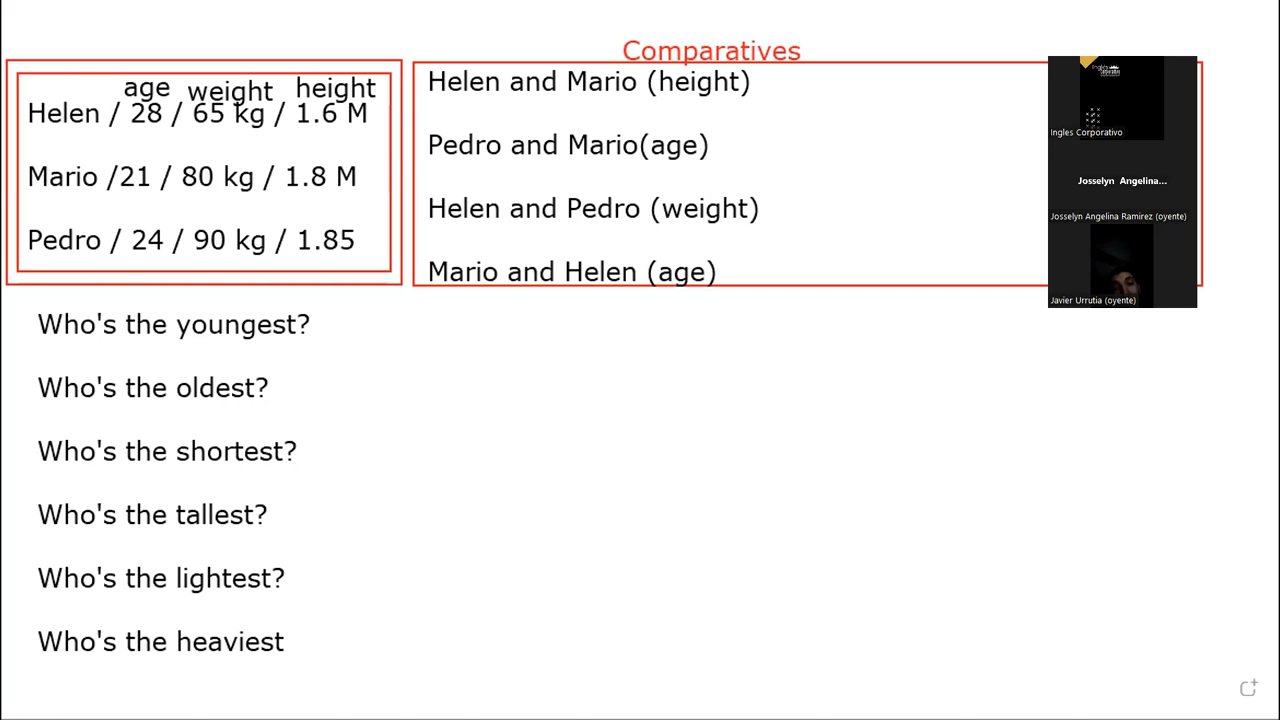 Comparatives
age weight height
Helen / 28 / 65 kg / 1.6 M
Mario /21 / 80 kg / 1.8 M
Pedro / 24 / 90 kg / 1.85
Helen and Mario (height)
Pedro and Mario(age)
Helen and Pedro (weight)
Mario and Helen (age)
Who's the youngest?
Who's the oldest?
Who's the shortest?
Who's the tallest?
Who's the lightest?
Who's the heaviest
Ingles Corporativo
Josselyn Angelina...
Josselyn Angelina Ramirez (oyente)
Javier Urrutia (oyente)